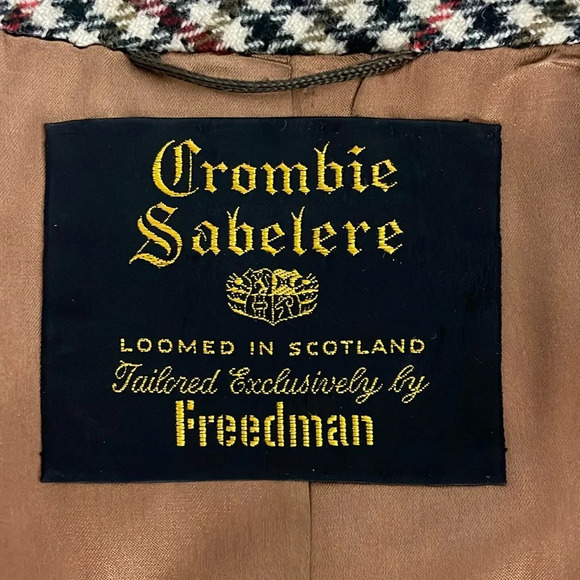 Crombie
Sabelere
LOOMED IN SCOTLAND
Tailored Exclusively by
Freedman